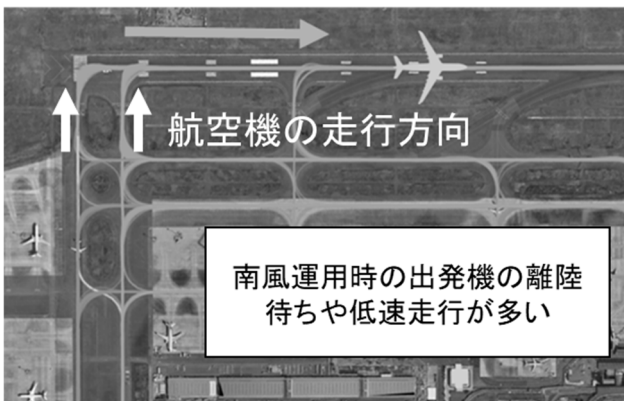 航空機の走行方向
南風運用時の出発機の離陸
待ちや低速走行が多い